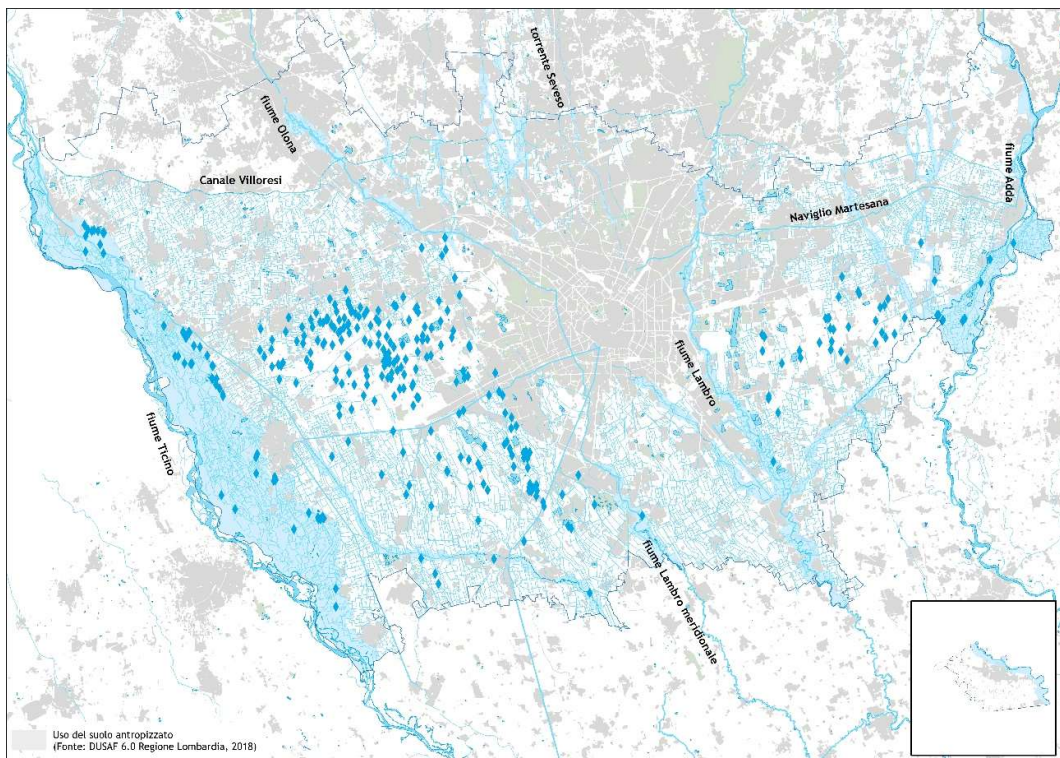 torrente Seveso
fiume Olona
fiume Adda
Canale Villoresi
Naviglio Martesana
fiume Lambro
fiume Ticino
fiume Lambro meridionale
Uso del suolo antropizzato
(Fonte: DUSAF 6.0 Regione Lombardia, 2018)